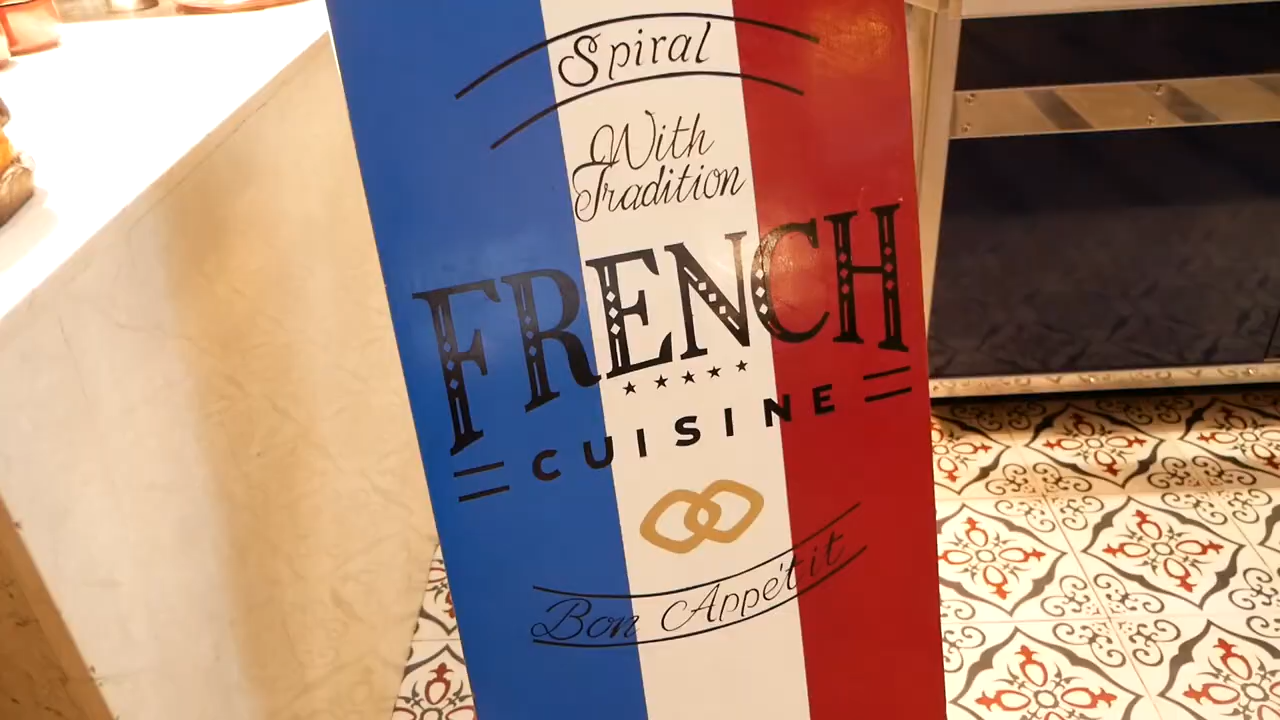 Spiral
With
Tradition
FRENCH
CUISINE
Bon Appétit